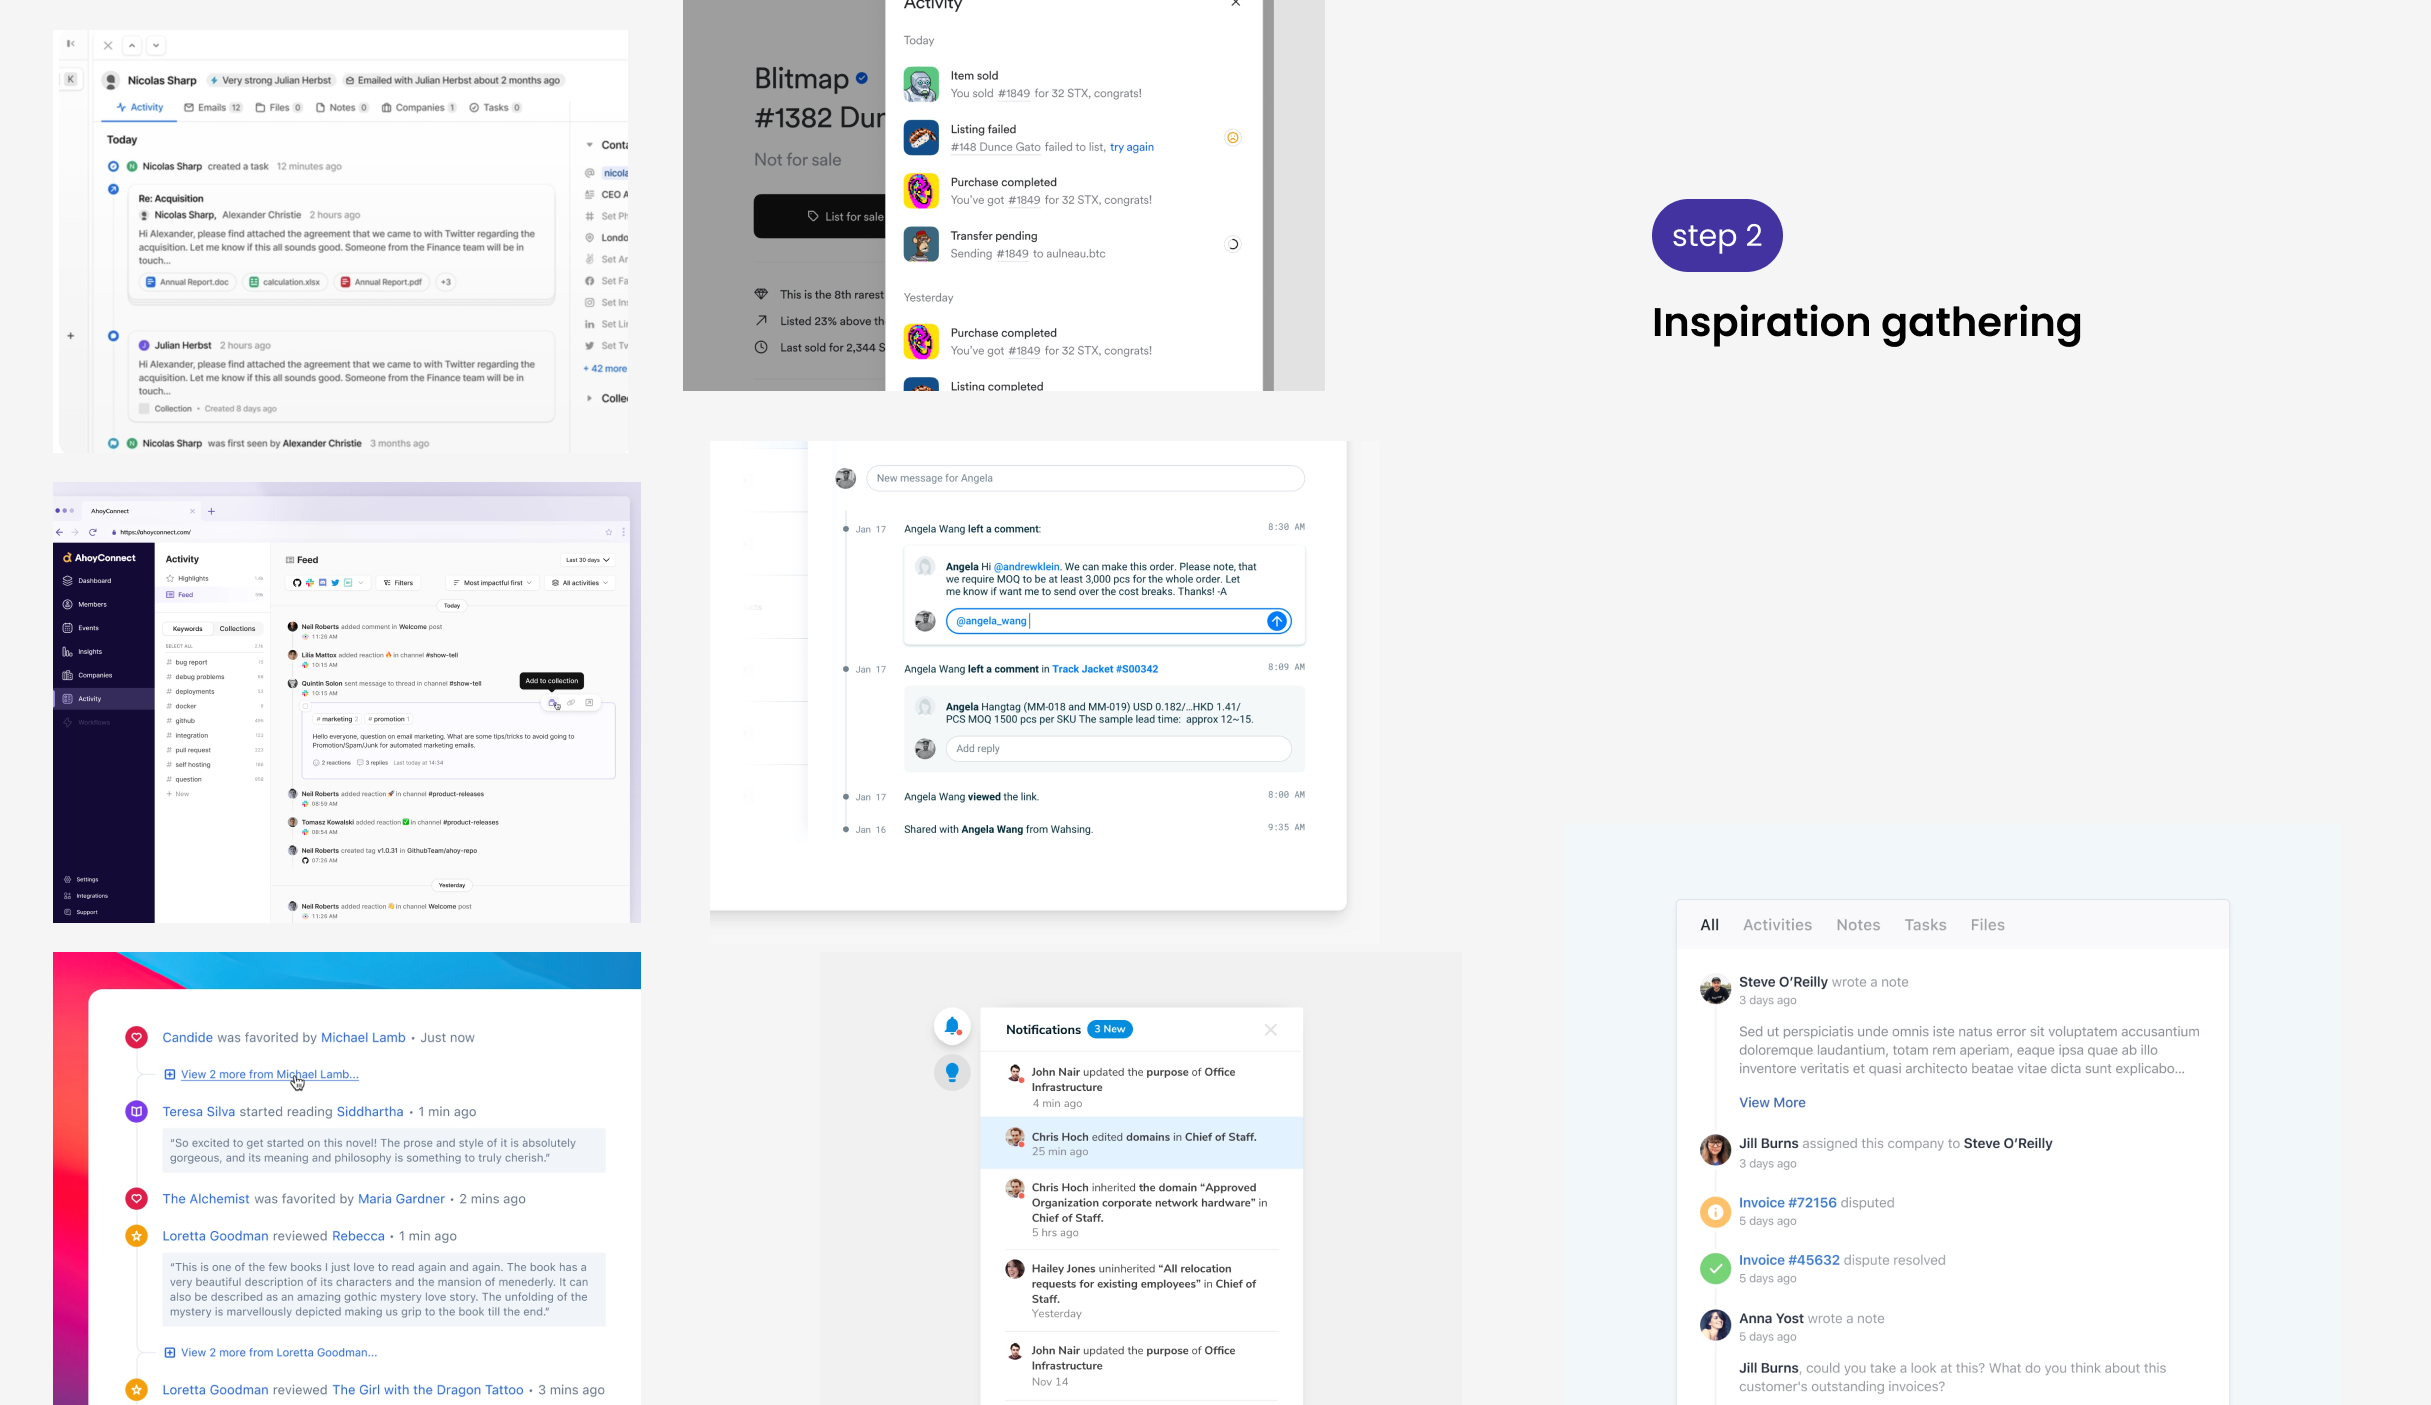 K
Nicolas Sharp
Very strong Julian Herbst
Emailed with Julian Herbst about 2 months ago
Activity
Emails 12
Files 0
Notes 0
Companies 1
Tasks 0
Today
Nicolas Sharp created a task 12 minutes ago
Re: Acquisition
Nicolas Sharp, Alexander Christie 2 hours ago
Hi Alexander, please find attached the agreement that we came to with Twitter regarding the
acquisition. Let me know if this all sounds good. Someone from the Finance team will be in
touch...
Annual Report.doc
calculation.xlsx
Annual Report.pdf
+3
Julian Herbst 2 hours ago
Hi Alexander, please find attached the agreement that we came to with Twitter regarding the
acquisition. Let me know if this all sounds good. Someone from the Finance team will be in
touch...
Collection • Created 8 days ago
Nicolas Sharp was first seen by Alexander Christie 3 months ago
Conta
nicola
CEO A
Set Ph
Londo
Set An
Set Fa
Set Ins
Set Lin
Set Tw
+ 42 more
Colle
Blitmap
#1382 Dun
Not for sale
List for sale
This is the 8th rarest
Listed 23% above th
Last sold for 2,344 S
Activity
Today
Item sold
You sold #1849 for 32 STX, congrats!
Listing failed
#148 Dunce Gato failed to list, try again
Purchase completed
You've got #1849 for 32 STX, congrats!
Transfer pending
Sending #1849 to aulneau.btc
Yesterday
Purchase completed
You've got #1849 for 32 STX, congrats!
Listing completed
step 2
Inspiration gathering
AhoyConnect
https://ahoyconnect.com/
AhoyConnect
Dashboard
Members
Events
Insights
Companies
Activity
Workflows
Settings
Integrations
Support
Activity
Highlights
Feed
Keywords Collections
SELECT ALL
# bug report
# debug problems
# deployments
# docker
# github
# integration
# pull request
# self hosting
# question
+ New
Feed
Last 30 days
Filters
Most impactful first
All activities
Today
Neil Roberts added comment in Welcome post
11:26 AM
Lilia Mattox added reaction 🔥 in channel #show-tell
10:15 AM
Quintin Solon sent message to thread in channel #show-tell
10:15 AM
Add to collection
# marketing 2 # promotion 1
Hello everyone, question on email marketing. What are some tips/tricks to avoid going to
Promotion/Spam/Junk for automated marketing emails.
2 reactions 3 replies Last today at 14:34
Neil Roberts added reaction 🚀 in channel #product-releases
08:59 AM
Tomasz Kowalski added reaction ✅ in channel #product-releases
08:54 AM
Neil Roberts created tag v1.0.31 in GithubTeam/ahoy-repo
07:26 AM
Yesterday
Neil Roberts added reaction 👋 in channel Welcome post
11:26 AM
New message for Angela
Jan 17 Angela Wang left a comment: 8:30 AM
Angela Hi @andrewklein. We can make this order. Please note, that
we require MOQ to be at least 3,000 pcs for the whole order. Let
me know if want me to send over the cost breaks. Thanks! -A
@angela_wang
Jan 17 Angela Wang left a comment in Track Jacket #S00342 8:09 AM
Angela Hangtag (MM-018 and MM-019) USD 0.182/...HKD 1.41/
PCS MOQ 1500 pcs per SKU The sample lead time: approx 12~15.
Add reply
Jan 17 Angela Wang viewed the link. 8:00 AM
Jan 16 Shared with Angela Wang from Wahsing. 9:35 AM
Candide was favorited by Michael Lamb • Just now
View 2 more from Michael Lamb...
Teresa Silva started reading Siddhartha • 1 min ago
"So excited to get started on this novel! The prose and style of it is absolutely
gorgeous, and its meaning and philosophy is something to truly cherish."
The Alchemist was favorited by Maria Gardner • 2 mins ago
Loretta Goodman reviewed Rebecca • 1 min ago
"This is one of the few books I just love to read again and again. The book has a
very beautiful description of its characters and the mansion of menederly. It can
also be described as an amazing gothic mystery love story. The unfolding of the
mystery is marvellously depicted making us grip to the book till the end."
View 2 more from Loretta Goodman...
Loretta Goodman reviewed The Girl with the Dragon Tattoo • 3 mins ago
Notifications 3 New
John Nair updated the purpose of Office
Infrastructure
4 min ago
Chris Hoch edited domains in Chief of Staff.
25 min ago
Chris Hoch inherited the domain “Approved
Organization corporate network hardware” in
Chief of Staff.
5 hrs ago
Hailey Jones uninherited “All relocation
requests for existing employees” in Chief of
Staff.
Yesterday
John Nair updated the purpose of Office
Infrastructure
Nov 14
All Activities Notes Tasks Files
Steve O’Reilly wrote a note
3 days ago
Sed ut perspiciatis unde omnis iste natus error sit voluptatem accusantium
doloremque laudantium, totam rem aperiam, eaque ipsa quae ab illo
inventore veritatis et quasi architecto beatae vitae dicta sunt explicabo...
View More
Jill Burns assigned this company to Steve O’Reilly
3 days ago
Invoice #72156 disputed
5 days ago
Invoice #45632 dispute resolved
5 days ago
Anna Yost wrote a note
5 days ago
Jill Burns, could you take a look at this? What do you think about this
customer's outstanding invoices?